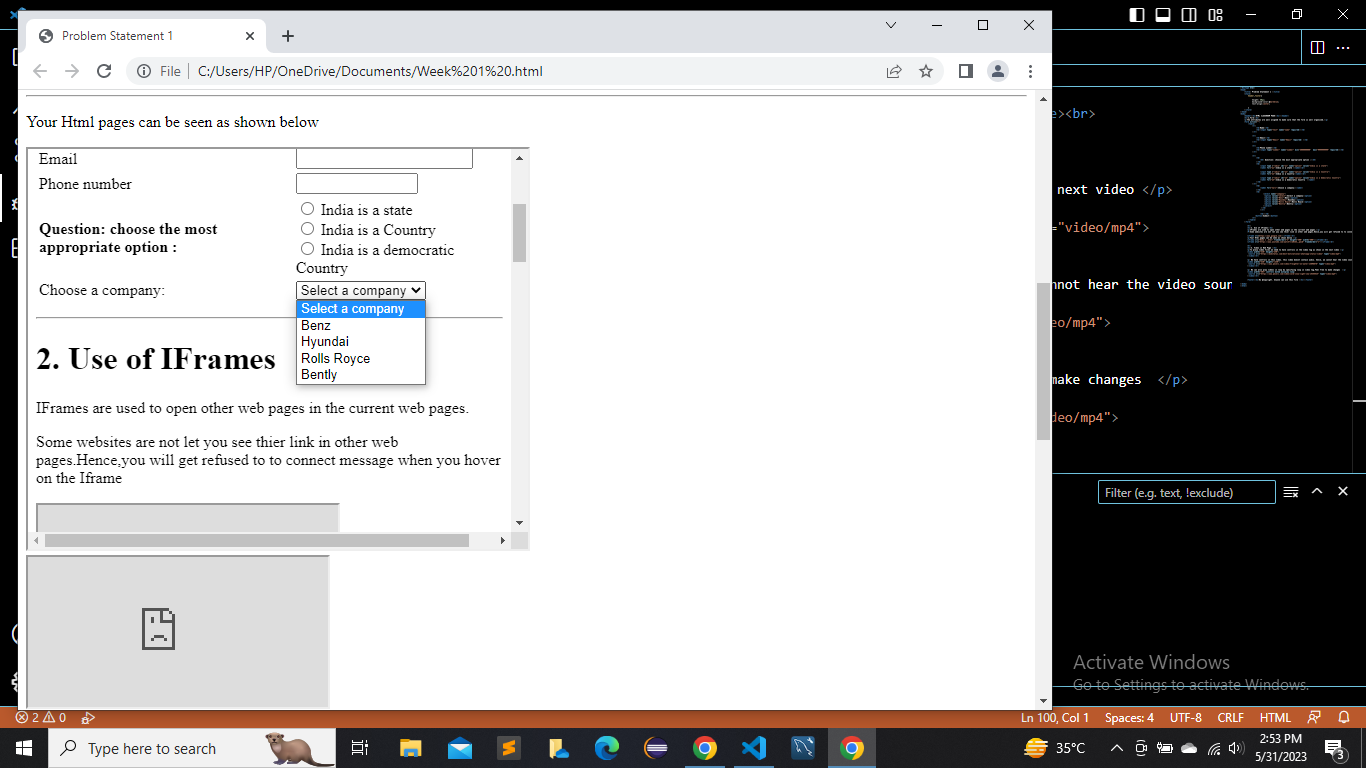 Problem Statement 1
File
C:/Users/HP/OneDrive/Documents/Week%201%20.html
Your Html pages can be seen as shown below
Email
Phone number
Question: choose the most
appropriate option :
India is a state
India is a Country
India is a democratic
Country
Choose a company:
Select a company
Select a company
Benz
Hyundai
Rolls Royce
Bently
2. Use of IFrames
IFrames are used to open other web pages in the current web pages.
Some websites are not let you see thier link in other web
pages.Hence,you will get refused to to connect message when you hover
on the Iframe
e><br>
next video </p>
="video/mp4">
nnot hear the video sour
eo/mp4">
make changes  </p>
deo/mp4">
Filter (e.g. text, !exclude)
Activate Windows
Go to Settings to activate Windows.
2 0
Ln 100, Col 1
Spaces: 4
UTF-8
CRLF
HTML
Type here to search
35°C
2:53 PM
5/31/2023
3